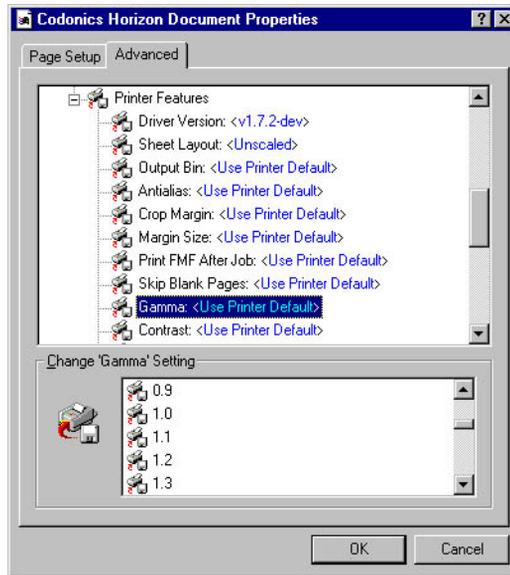 Codonics Horizon Document Properties
Page Setup
Advanced
Printer Features
Driver Version: <v1.7.2-dev>
Sheet Layout: <Unscaled>
Output Bin: <Use Printer Default>
Antialias: <Use Printer Default>
Crop Margin: <Use Printer Default>
Margin Size: <Use Printer Default>
Print FMF After Job: <Use Printer Default>
Skip Blank Pages: <Use Printer Default>
Gamma: <Use Printer Default>
Contrast: <Use Printer Default>
Change 'Gamma' Setting
0.9
1.0
1.1
1.2
1.3
OK
Cancel